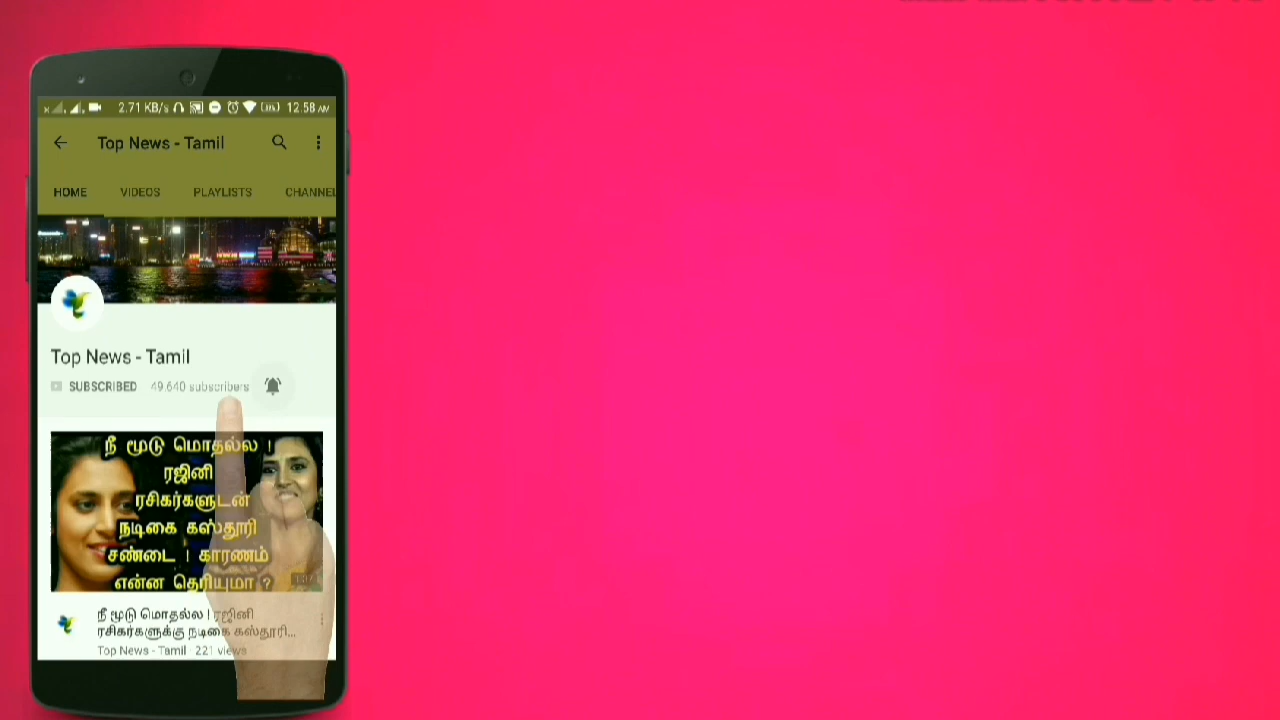 2.71 KB/s 12.58 AM
Top News - Tamil
HOME VIDEOS PLAYLISTS CHANNEL
Top News - Tamil
SUBSCRIBED 49,640 subscribers
நீ மூடு மொதல்ல !
ரஜினி
ரசிகர்களுடன்
நடிகை கஸ்தூரி
சண்டை ! காரணம்
என்ன தெரியுமா ?
நீ மூடு மொதல்ல ! ரஜினி
ரசிகர்களுக்கு நடிகை கஸ்தூரி...
Top News - Tamil · 221 views